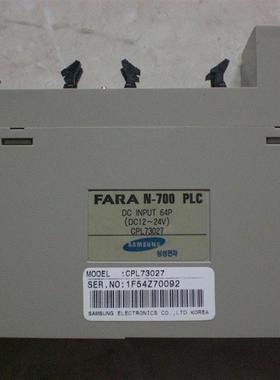 FARA N-700 PLC
DC INPUT 64P
(DC12~24V)
CPL73027
SAMSUNG
삼성전자
MODEL :CPL73027
SER.NO:1F54Z70092
SAMSUNG ELECTRONICS CO.,LTD KOREA